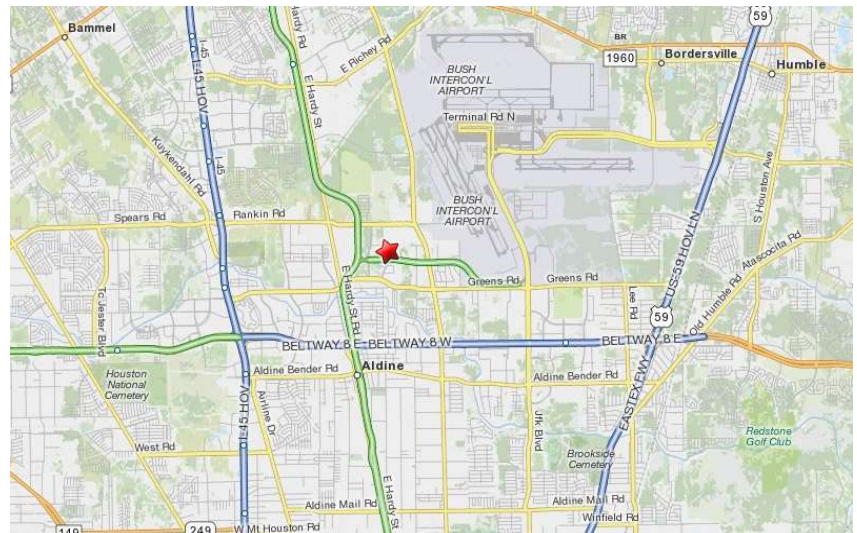 59
Bammel
I-45
I-45 HOV
Hardy Rd
E Hardy St
E Richey Rd
BUSH
INTERCON'L
AIRPORT
BR
1960
Bordersville
Humble
Terminal Rd N
Kuykendahl Rd
I-45
BUSH
INTERCON'L
AIRPORT
S Houston Ave
Spears Rd
Rankin Rd
US-59 HOV LN
Atascocita Rd
Old Humble Rd
Greens Rd
Greens Rd
Lee Rd
Tc Jester Blvd
E Hardy St Rd
59
BELTWAY 8 E-BELTWAY 8 W
BELTWAY 8 E
Aldine
Houston
National
Cemetery
Aldine Bender Rd
Aldine Bender Rd
EASTEX FWY
I-45 HOV
Airline Dr
Jfk Blvd
West Rd
Redstone
Golf Club
Brookside
Cemetery
E Hardy St
Aldine Mail Rd
Aldine Mail Rd
Winfield Rd
149
249
W Mt Houston Rd